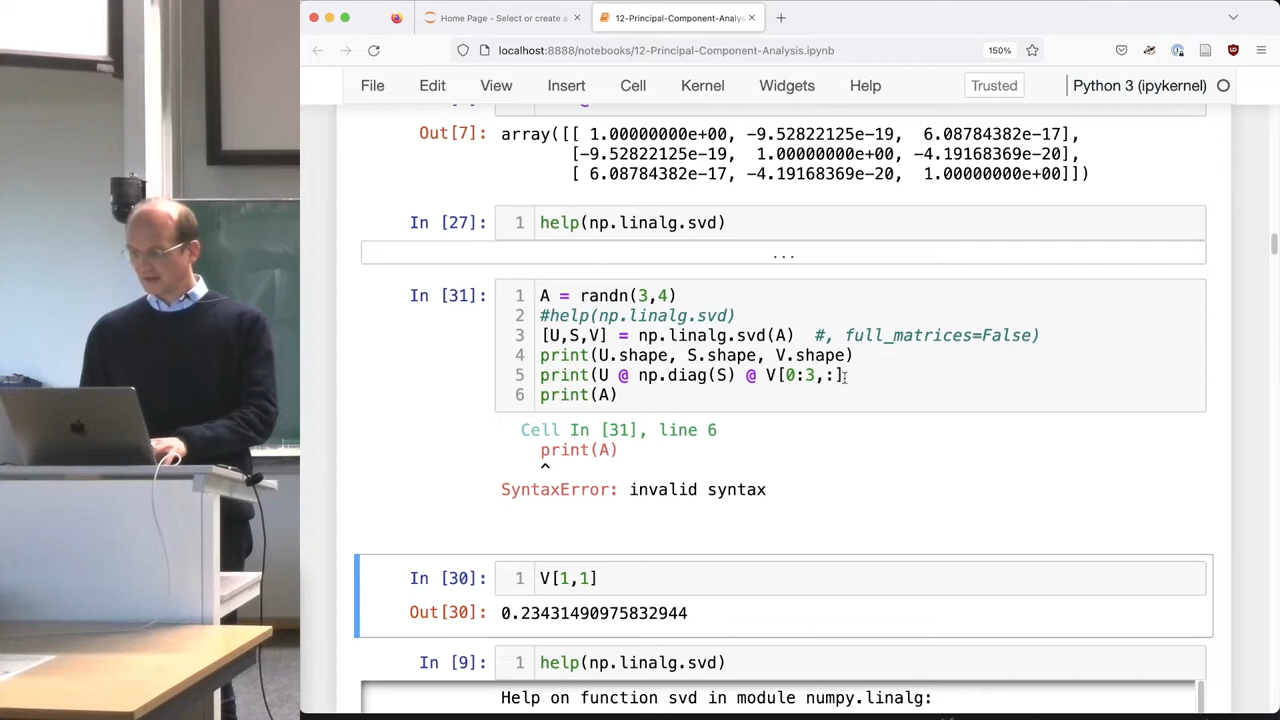 Home Page - Select or create a
12-Principal-Component-Analys
localhost:8888/notebooks/12-Principal-Component-Analysis.ipynb
150%
File Edit View Insert Cell Kernel Widgets Help Trusted Python 3 (ipykernel)
Out[7]: array([[ 1.00000000e+00, -9.52822125e-19, 6.08784382e-17],
[-9.52822125e-19, 1.00000000e+00, -4.19168369e-20],
[ 6.08784382e-17, -4.19168369e-20, 1.00000000e+00]])
In [27]: 1 help(np.linalg.svd)
...
In [31]: 1 A = randn(3,4)
2 #help(np.linalg.svd)
3 [U,S,V] = np.linalg.svd(A) #, full_matrices=False)
4 print(U.shape, S.shape, V.shape)
5 print(U @ np.diag(S) @ V[0:3,:]
6 print(A)
Cell In [31], line 6
print(A)
^
SyntaxError: invalid syntax
In [30]: 1 V[1,1]
Out[30]: 0.23431490975832944
In [9]: 1 help(np.linalg.svd)
Help on function svd in module numpy.linalg: